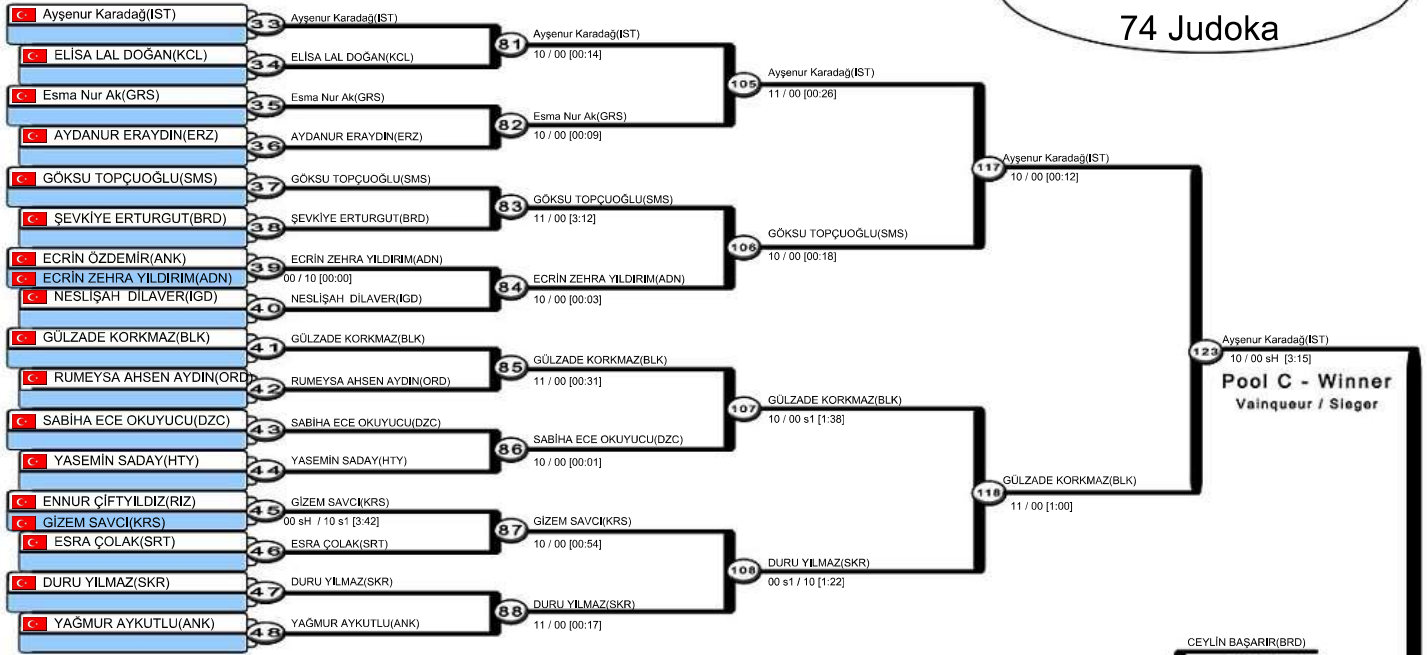 74 Judoka
Ayşenur Karadağ(IST)
ELİSA LAL DOĞAN(KCL)
Esma Nur Ak(GRS)
AYDANUR ERAYDIN(ERZ)
GÖKSU TOPÇUOĞLU(SMS)
ŞEVKİYE ERTURGUT(BRD)
ECRİN ÖZDEMİR(ANK)
ECRİN ZEHRA YILDIRIM(ADN)
NESLİŞAH DİLAVER(IGD)
GÜLZADE KORKMAZ(BLK)
RUMEYSA AHSEN AYDIN(ORD
SABİHA ECE OKUYUCU(DZC)
YASEMİN SADAY(HTY)
ENNUR ÇİFTYILDIZ(RIZ)
GİZEM SAVCI(KRS)
ESRA ÇOLAK(SRT)
DURU YILMAZ(SKR)
YAĞMUR AYKUTLU(ANK)
33 Ayşenur Karadağ(IST)
34 ELİSA LAL DOĞAN(KCL)
35 Esma Nur Ak(GRS)
36 AYDANUR ERAYDIN(ERZ)
37 GÖKSU TOPÇUOĞLU(SMS)
38 ŞEVKİYE ERTURGUT(BRD)
39 ECRİN ZEHRA YILDIRIM(ADN)
00 / 10 [00:00]
40 NESLİŞAH DİLAVER(IGD)
41 GÜLZADE KORKMAZ(BLK)
42 RUMEYSA AHSEN AYDIN(ORD)
43 SABİHA ECE OKUYUCU(DZC)
44 YASEMİN SADAY(HTY)
45 GİZEM SAVCI(KRS)
00 sH / 10 s1 [3:42]
46 ESRA ÇOLAK(SRT)
47 DURU YILMAZ(SKR)
48 YAĞMUR AYKUTLU(ANK)
81 Ayşenur Karadağ(IST)
10 / 00 [00:14]
82 Esma Nur Ak(GRS)
10 / 00 [00:09]
83 GÖKSU TOPÇUOĞLU(SMS)
11 / 00 [3:12]
84 ECRİN ZEHRA YILDIRIM(ADN)
10 / 00 [00:03]
85 GÜLZADE KORKMAZ(BLK)
11 / 00 [00:31]
86 SABİHA ECE OKUYUCU(DZC)
10 / 00 [00:01]
87 GİZEM SAVCI(KRS)
10 / 00 [00:54]
88 DURU YILMAZ(SKR)
11 / 00 [00:17]
105 Ayşenur Karadağ(IST)
11 / 00 [00:26]
106 GÖKSU TOPÇUOĞLU(SMS)
10 / 00 [00:18]
107 GÜLZADE KORKMAZ(BLK)
10 / 00 s1 [1:38]
108 DURU YILMAZ(SKR)
00 s1 / 10 [1:22]
117 Ayşenur Karadağ(IST)
10 / 00 [00:12]
118 GÜLZADE KORKMAZ(BLK)
11 / 00 [1:00]
123 Ayşenur Karadağ(IST)
10 / 00 sH [3:15]
Pool C - Winner
Vainqueur / Sieger
CEYLİN BAŞARIR(BRD)